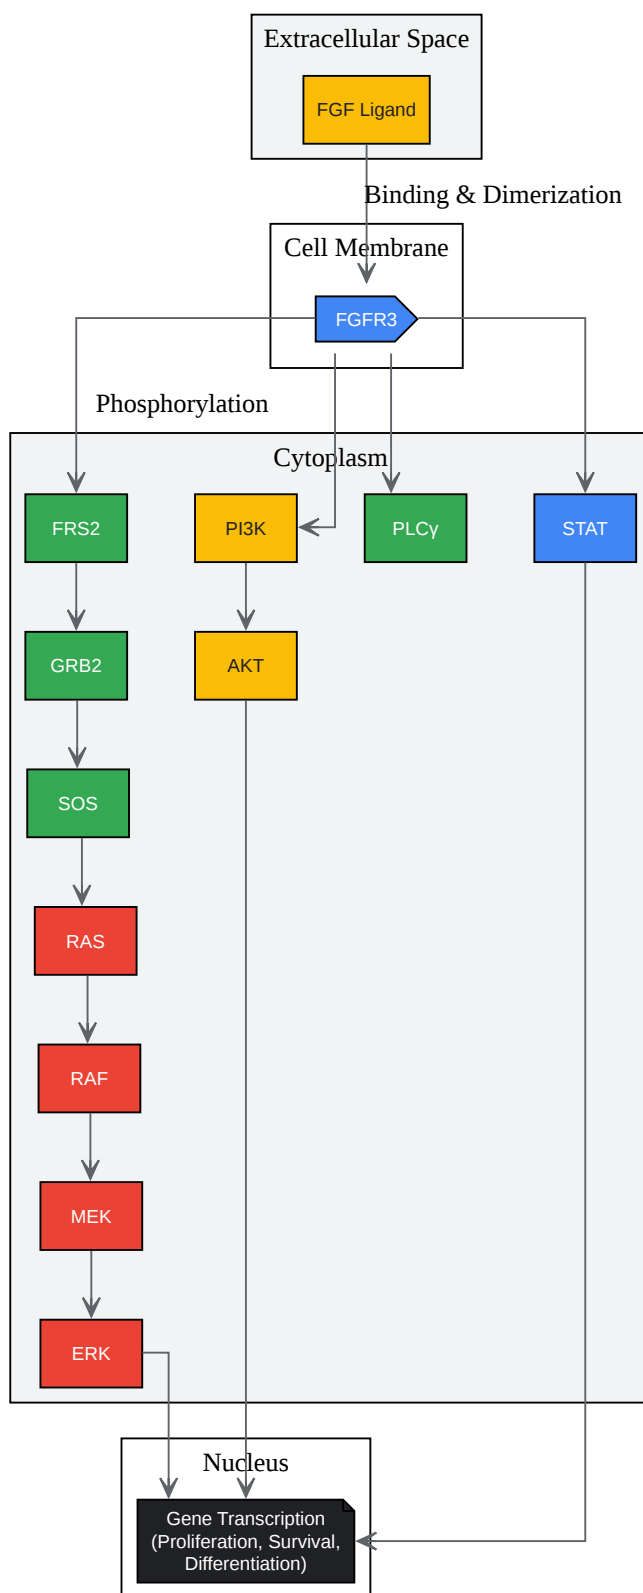 Extracellular Space
FGF Ligand
Binding & Dimerization
Cell Membrane
FGFR3
Phosphorylation
Cytoplasm
FRS2
PI3K
PLCγ
STAT
GRB2
AKT
SOS
RAS
RAF
MEK
ERK
Nucleus
Gene Transcription
(Proliferation, Survival,
Differentiation)